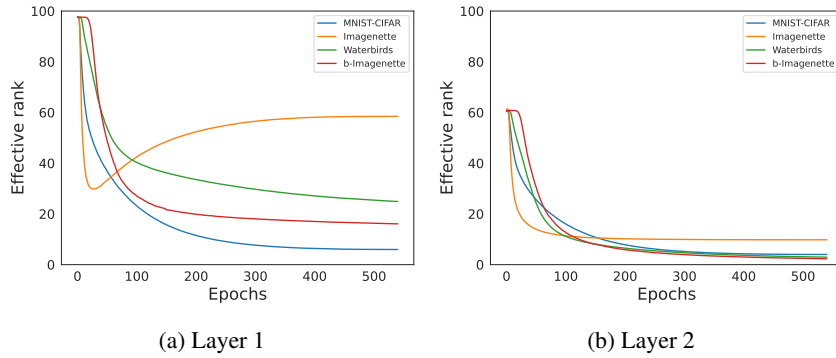 100
80
60
40
20
0
Effective rank
0 100 200 300 400 500
Epochs
MNIST-CIFAR
Imagenette
Waterbirds
b-Imagenette
(a) Layer 1
100
80
60
40
20
0
Effective rank
0 100 200 300 400 500
Epochs
MNIST-CIFAR
Imagenette
Waterbirds
b-Imagenette
(b) Layer 2